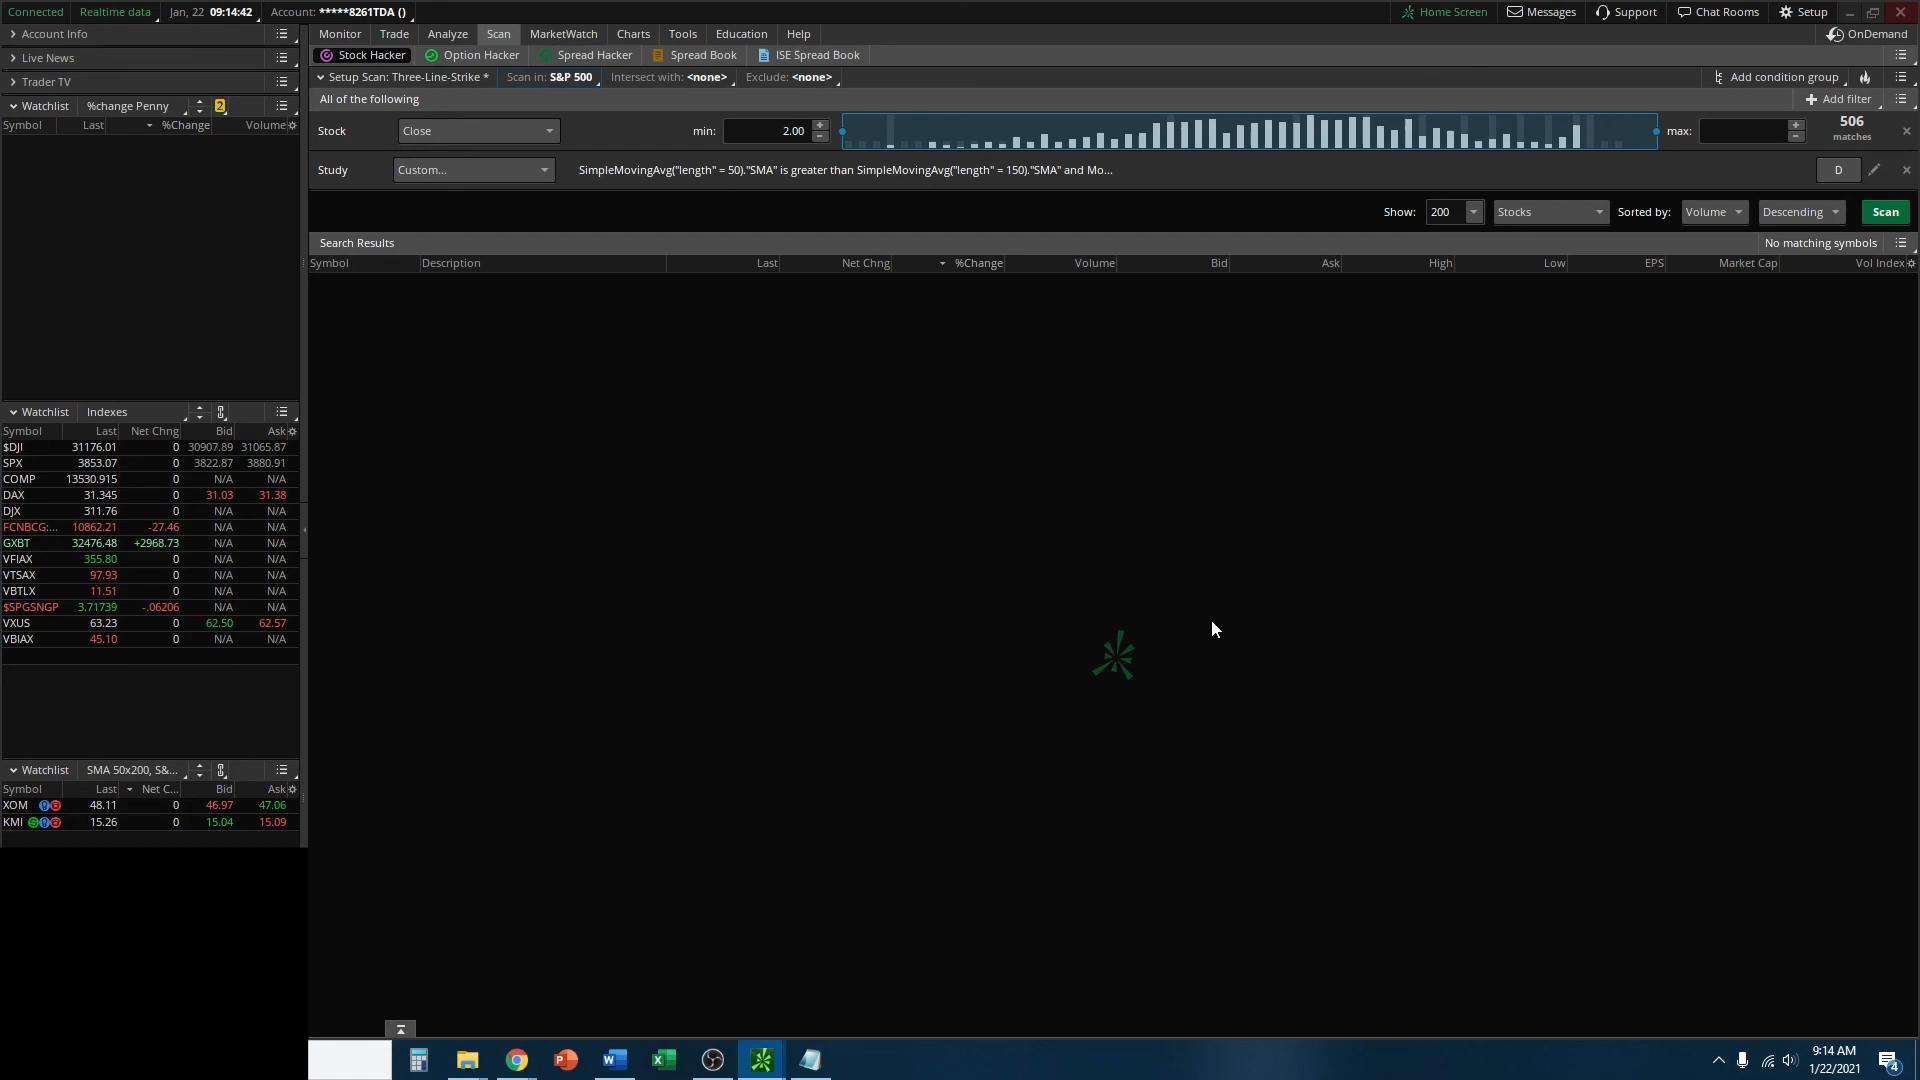 Connected Realtime data Jan, 22 09:14:42 Account: *****8261TDA () Home Screen Messages Support Chat Rooms Setup
Account Info Monitor Trade Analyze Scan MarketWatch Charts Tools Education Help OnDemand
Live News Stock Hacker Option Hacker Spread Hacker Spread Book ISE Spread Book
Trader TV Setup Scan: Three-Line-Strike * Scan in: S&P 500 Intersect with: <none> Exclude: <none> Add condition group
Watchlist %change Penny 2 All of the following Add filter
Symbol Last %Change Volume
Stock Close min: 2.00 max: 506
matches
Study Custom... SimpleMovingAvg("length" = 50)."SMA" is greater than SimpleMovingAvg("length" = 150)."SMA" and Mo... D
Show: 200 Stocks Sorted by: Volume Descending Scan
Search Results No matching symbols
Symbol Description Last Net Chng %Change Volume Bid Ask High Low EPS Market Cap Vol Index
Watchlist Indexes
Symbol Last Net Chng Bid Ask
$DJI 31176.01 0 30907.89 31065.87
SPX 3853.07 0 3822.87 3880.91
COMP 13530.915 0 N/A N/A
DAX 31.345 0 31.03 31.38
DJX 311.76 0 N/A N/A
FCNBCG:... 10862.21 -27.46 N/A N/A
GXBT 32476.48 +2968.73 N/A N/A
VFIAX 355.80 0 N/A N/A
VTSAX 97.93 0 N/A N/A
VBTLX 11.51 0 N/A N/A
$SPGSNGP 3.71739 -.06206 N/A N/A
VXUS 63.23 0 62.50 62.57
VBIAX 45.10 0 N/A N/A
Watchlist SMA 50x200, S&...
Symbol Last Net C... Bid Ask
XOM 48.11 0 46.97 47.06
KMI 15.26 0 15.04 15.09
9:14 AM
1/22/2021
4